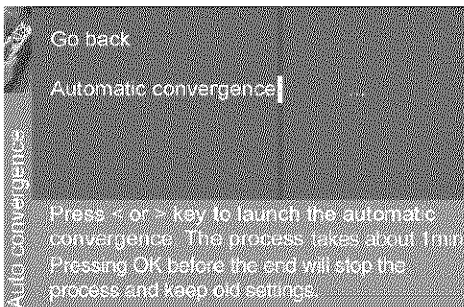 Go back
Automatic convergence ...
Auto convergence
Press < or > key to launch the automatic
convergence. The process takes about 1min.
Pressing OK before the end will stop the
process and keep old settings.